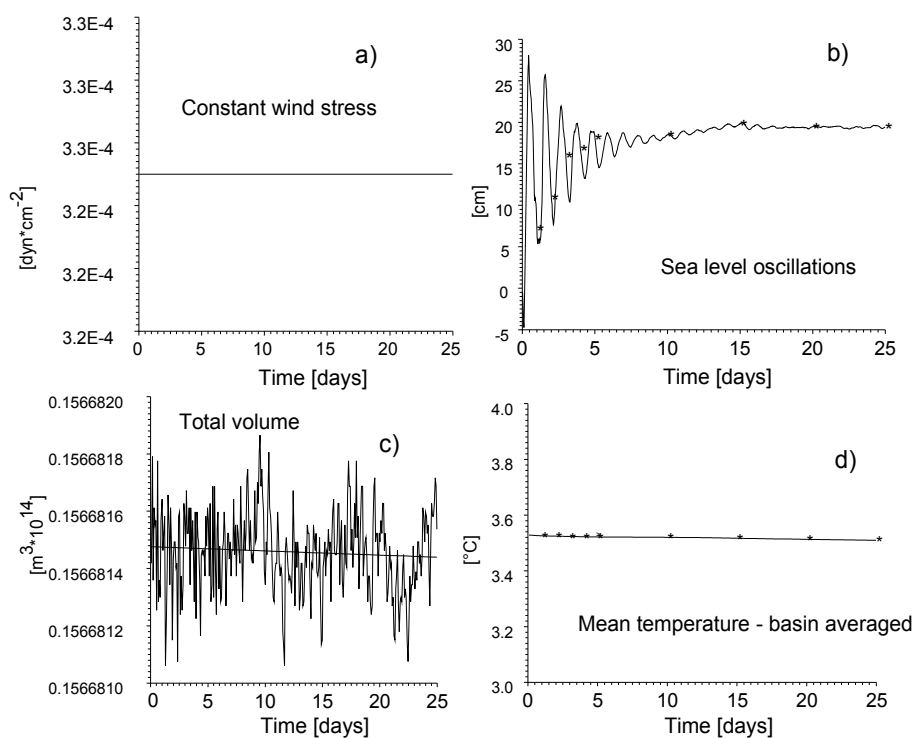 3.3E-4
3.3E-4
3.3E-4
3.2E-4
3.2E-4
3.2E-4
[dyn*cm-2]
a)
Constant wind stress
0 5 10 15 20 25
Time [days]
30
20
15
10
5
0
-5
[cm]
b)
Sea level oscillations
0 5 10 15 20 25
Time [days]
0.1566820
0.1566818
0.1566816
0.1566814
0.1566812
0.1566810
[m3*1014]
Total volume
c)
0 5 10 15 20 25
Time [days]
4.0
3.8
3.6
3.4
3.2
3.0
[°C]
d)
Mean temperature - basin averaged
0 5 10 15 20 25
Time [days]